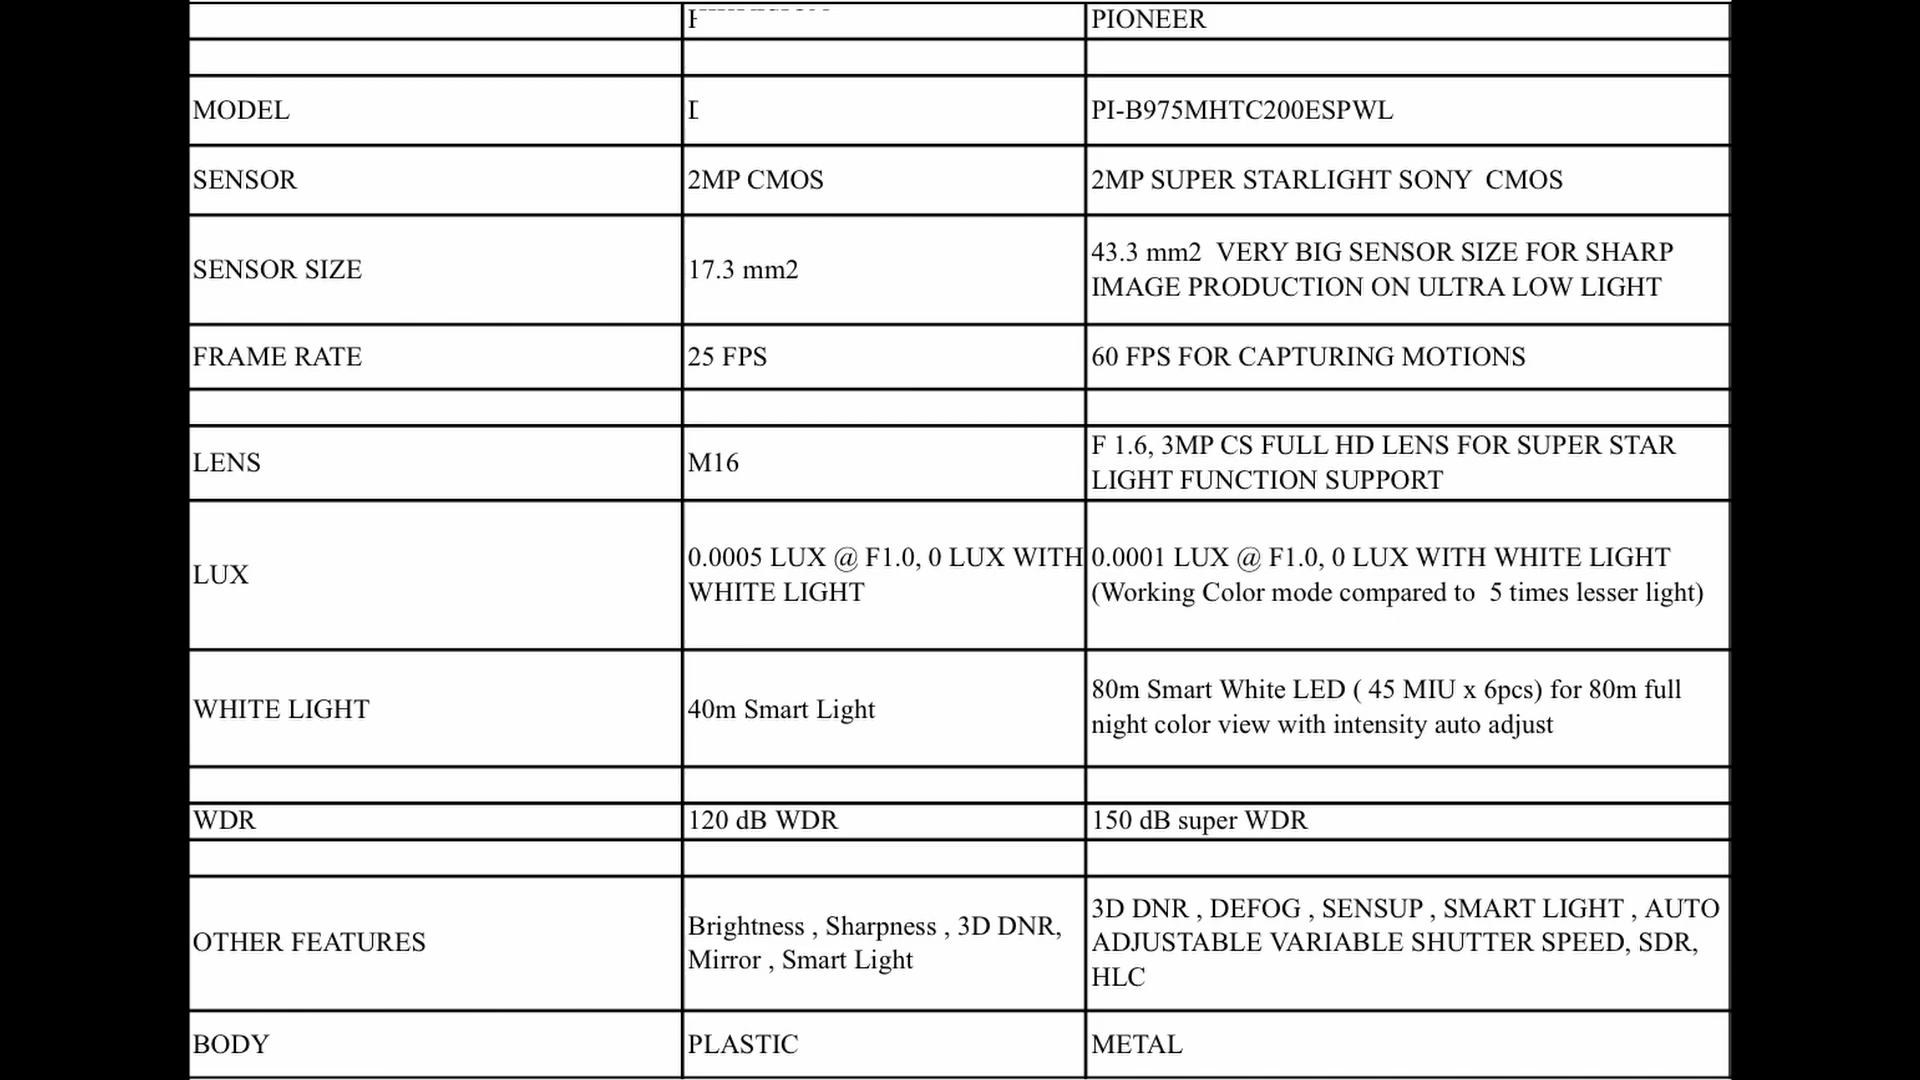 PIONEER
MODEL
PI-B975MHTC200ESPWL
SENSOR
2MP CMOS
2MP SUPER STARLIGHT SONY CMOS
SENSOR SIZE
17.3 mm2
43.3 mm2 VERY BIG SENSOR SIZE FOR SHARP
IMAGE PRODUCTION ON ULTRA LOW LIGHT
FRAME RATE
25 FPS
60 FPS FOR CAPTURING MOTIONS
LENS
M16
F 1.6, 3MP CS FULL HD LENS FOR SUPER STAR
LIGHT FUNCTION SUPPORT
LUX
0.0005 LUX @ F1.0, 0 LUX WITH
WHITE LIGHT
0.0001 LUX @ F1.0, 0 LUX WITH WHITE LIGHT
(Working Color mode compared to 5 times lesser light)
WHITE LIGHT
40m Smart Light
80m Smart White LED ( 45 MIU x 6pcs) for 80m full
night color view with intensity auto adjust
WDR
120 dB WDR
150 dB super WDR
OTHER FEATURES
Brightness , Sharpness , 3D DNR,
Mirror , Smart Light
3D DNR , DEFOG , SENSUP , SMART LIGHT , AUTO
ADJUSTABLE VARIABLE SHUTTER SPEED, SDR,
HLC
BODY
PLASTIC
METAL